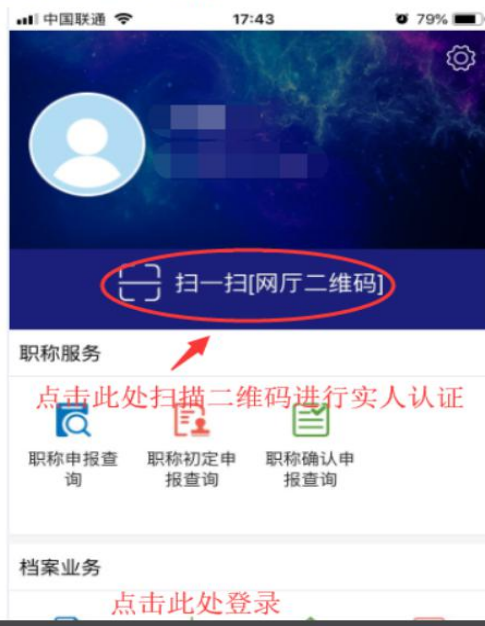 中国联通 17:43 79%
扫一扫[网厅二维码]
职称服务
点击此处扫描二维码进行实人认证
职称申报查询
职称初定申报查询
职称确认申报查询
档案业务
点击此处登录